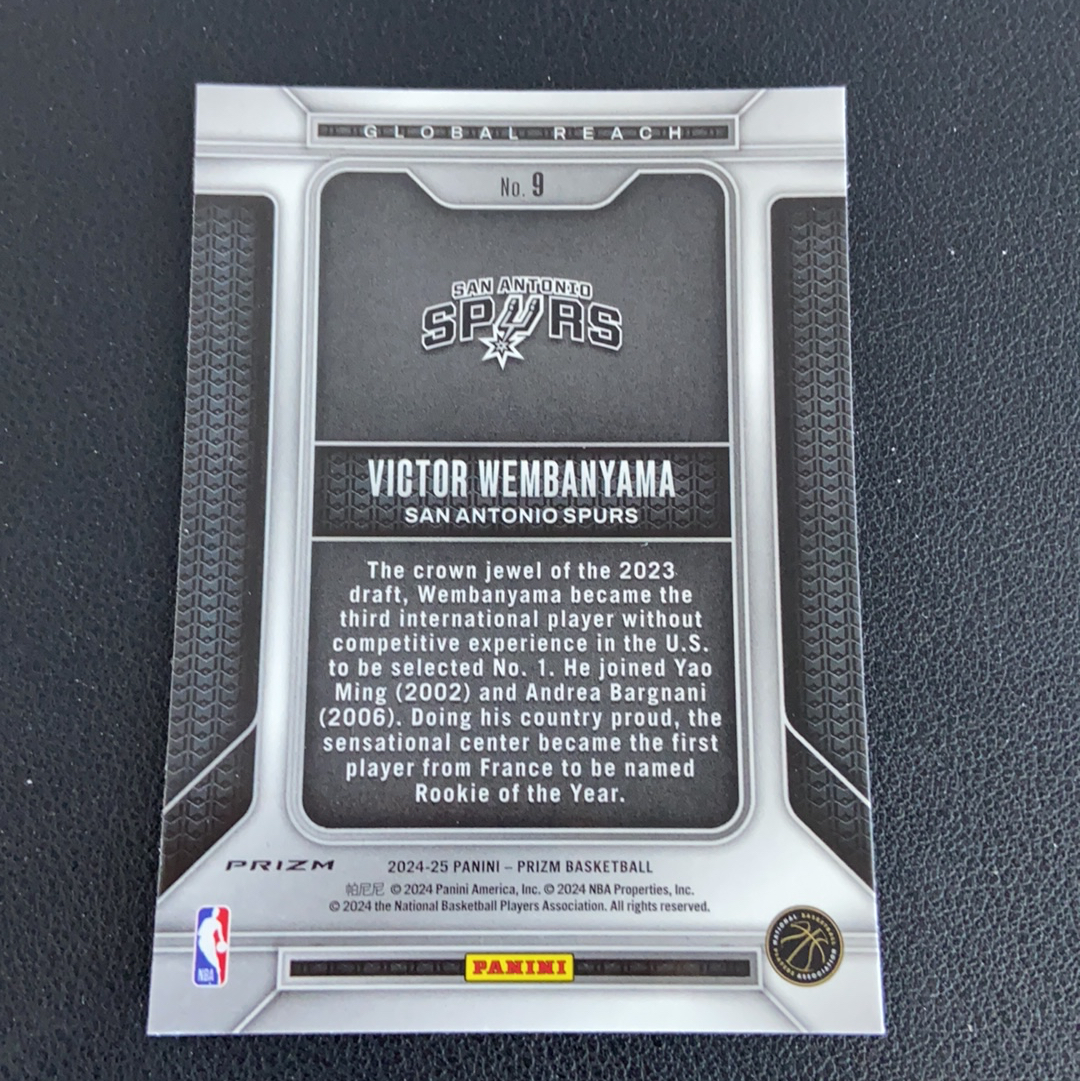 GLOBAL REACH
No. 9
SAN ANTONIO
SPURS
VICTOR WEMBANYAMA
SAN ANTONIO SPURS
The crown jewel of the 2023
draft, Wembanyama became the
third international player without
competitive experience in the U.S.
to be selected No. 1. He joined Yao
Ming (2002) and Andrea Bargnani
(2006). Doing his country proud, the
sensational center became the first
player from France to be named
Rookie of the Year.
PRIZM
2024-25 PANINI – PRIZM BASKETBALL
帕尼尼 © 2024 Panini America, Inc. © 2024 NBA Properties, Inc.
© 2024 the National Basketball Players Association. All rights reserved.
NBA
PANINI
NATIONAL BASKETBALL
PLAYERS ASSOCIATION